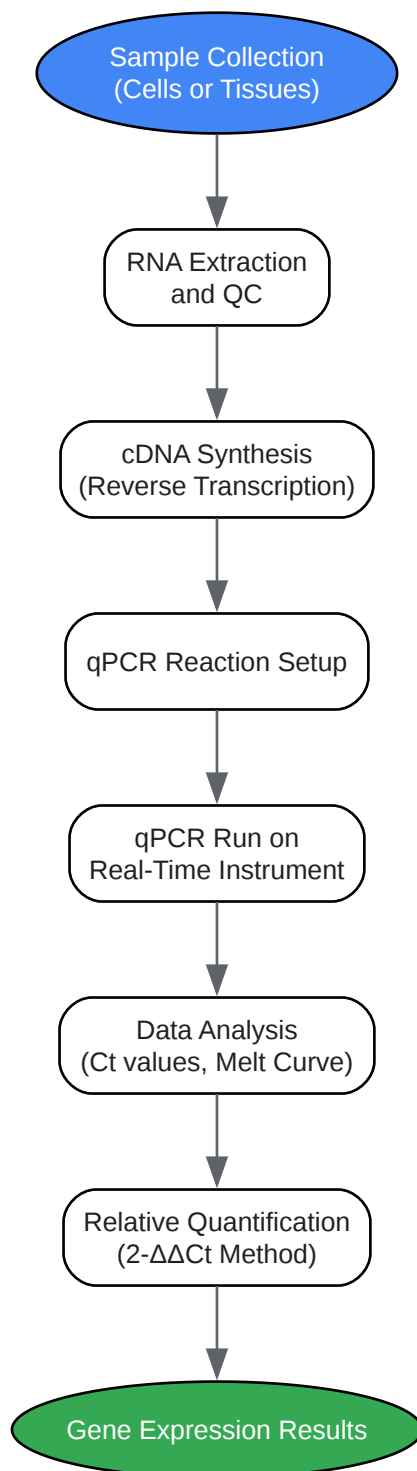 Sample Collection
(Cells or Tissues)
RNA Extraction
and QC
cDNA Synthesis
(Reverse Transcription)
qPCR Reaction Setup
qPCR Run on
Real-Time Instrument
Data Analysis
(Ct values, Melt Curve)
Relative Quantification
(2-ΔΔCt Method)
Gene Expression Results